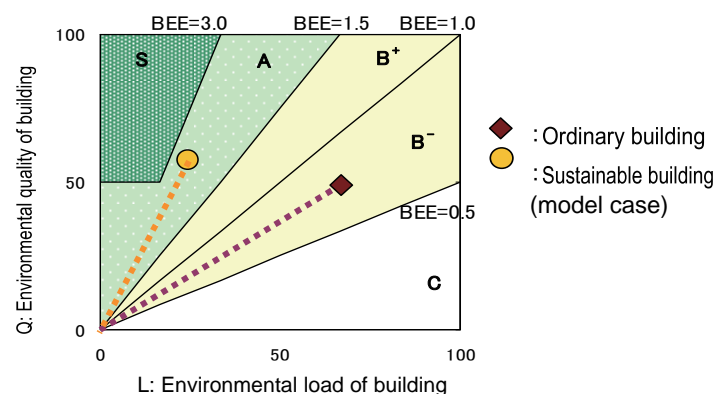 BEE=3.0 BEE=1.5 BEE=1.0
100
S
A
B+
B−
50
BEE=0.5
C
0
0 50 100
Q: Environmental quality of building
L: Environmental load of building
: Ordinary building
: Sustainable building
(model case)